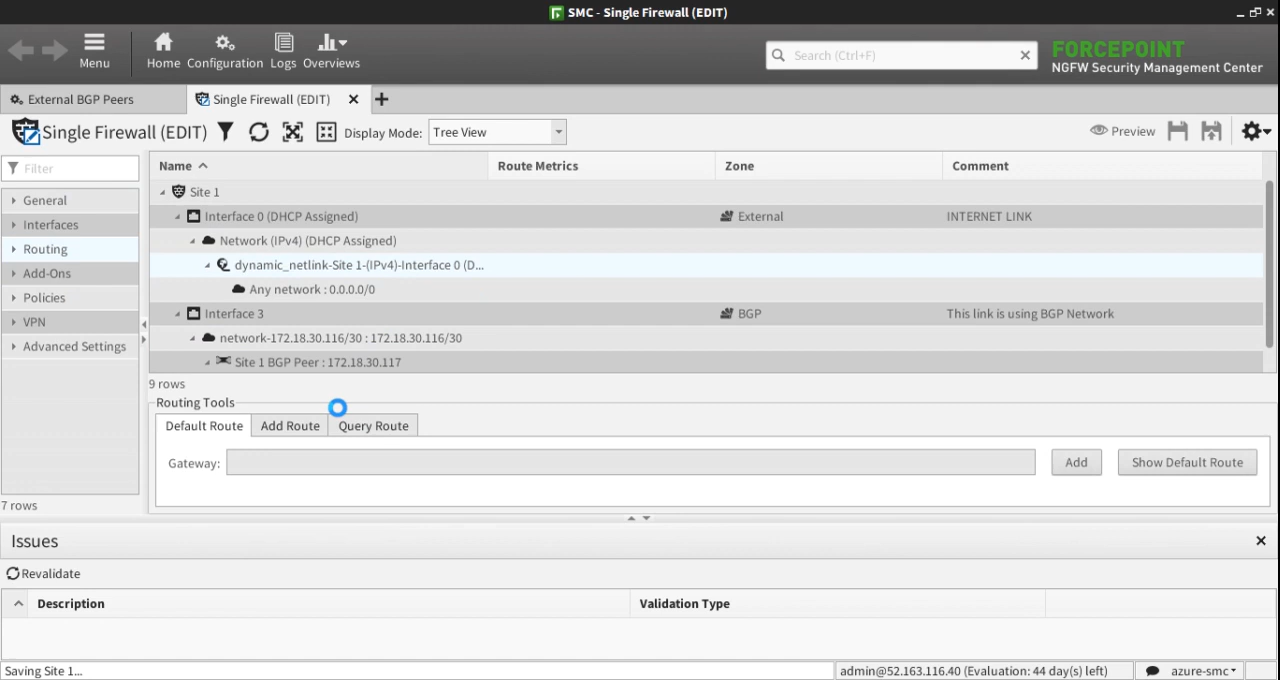 SMC - Single Firewall (EDIT)
Menu
Home
Configuration
Logs
Overviews
Search (Ctrl+F)
FORCEPOINT
NGFW Security Management Center
External BGP Peers
Single Firewall (EDIT)
Single Firewall (EDIT)
Display Mode:
Tree View
Preview
Filter
General
Interfaces
Routing
Add-Ons
Policies
VPN
Advanced Settings
7 rows
Name
Route Metrics
Zone
Comment
Site 1
Interface 0 (DHCP Assigned)
External
INTERNET LINK
Network (IPv4) (DHCP Assigned)
dynamic_netlink-Site 1-(IPv4)-Interface 0 (D...
Any network : 0.0.0.0/0
Interface 3
BGP
This link is using BGP Network
network-172.18.30.116/30 : 172.18.30.116/30
Site 1 BGP Peer : 172.18.30.117
9 rows
Routing Tools
Default Route
Add Route
Query Route
Gateway:
Add
Show Default Route
Issues
Revalidate
Description
Validation Type
Saving Site 1...
admin@52.163.116.40 (Evaluation: 44 day(s) left)
azure-smc